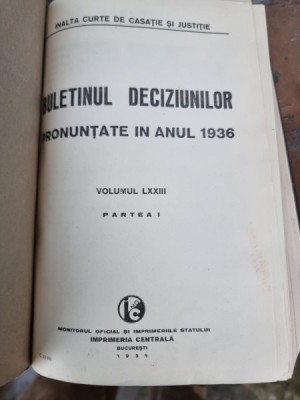 INALTA CURTE DE CASAȚIE ȘI JUSTIȚIE
BULETINUL DECIZIUNILOR
PRONUNȚATE IN ANUL 1936
VOLUMUL LXXIII
PARTEA I
MONITORUL OFICIAL ȘI IMPRIMERIILE STATULUI
IMPRIMERIA CENTRALĂ
BUCUREȘTI